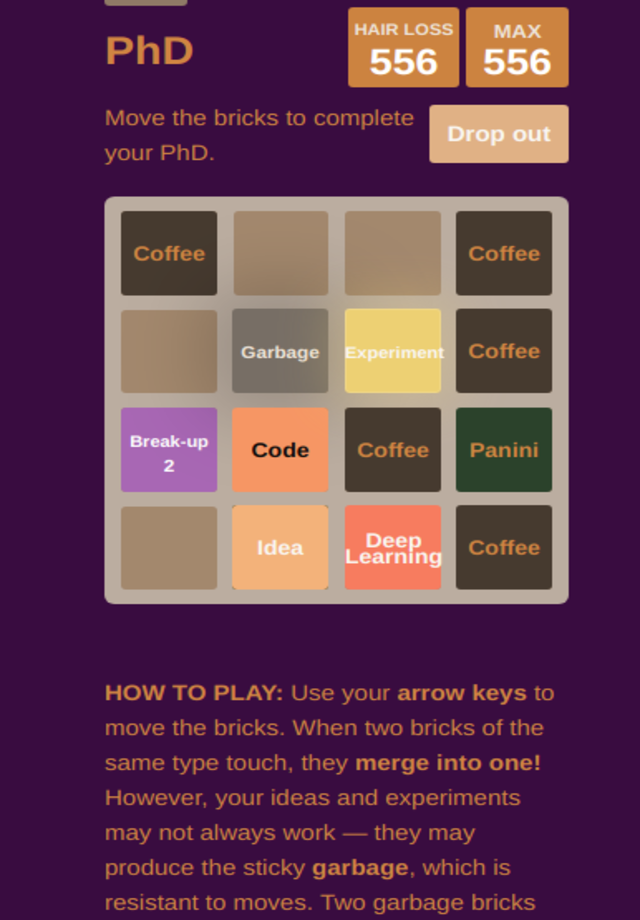 PhD
HAIR LOSS
556
MAX
556
Move the bricks to complete
your PhD.
Drop out
Coffee
Coffee
Garbage
Experiment
Coffee
Break-up
2
Code
Coffee
Panini
Idea
Deep
Learning
Coffee
HOW TO PLAY: Use your arrow keys to
move the bricks. When two bricks of the
same type touch, they merge into one!
However, your ideas and experiments
may not always work — they may
produce the sticky garbage, which is
resistant to moves. Two garbage bricks